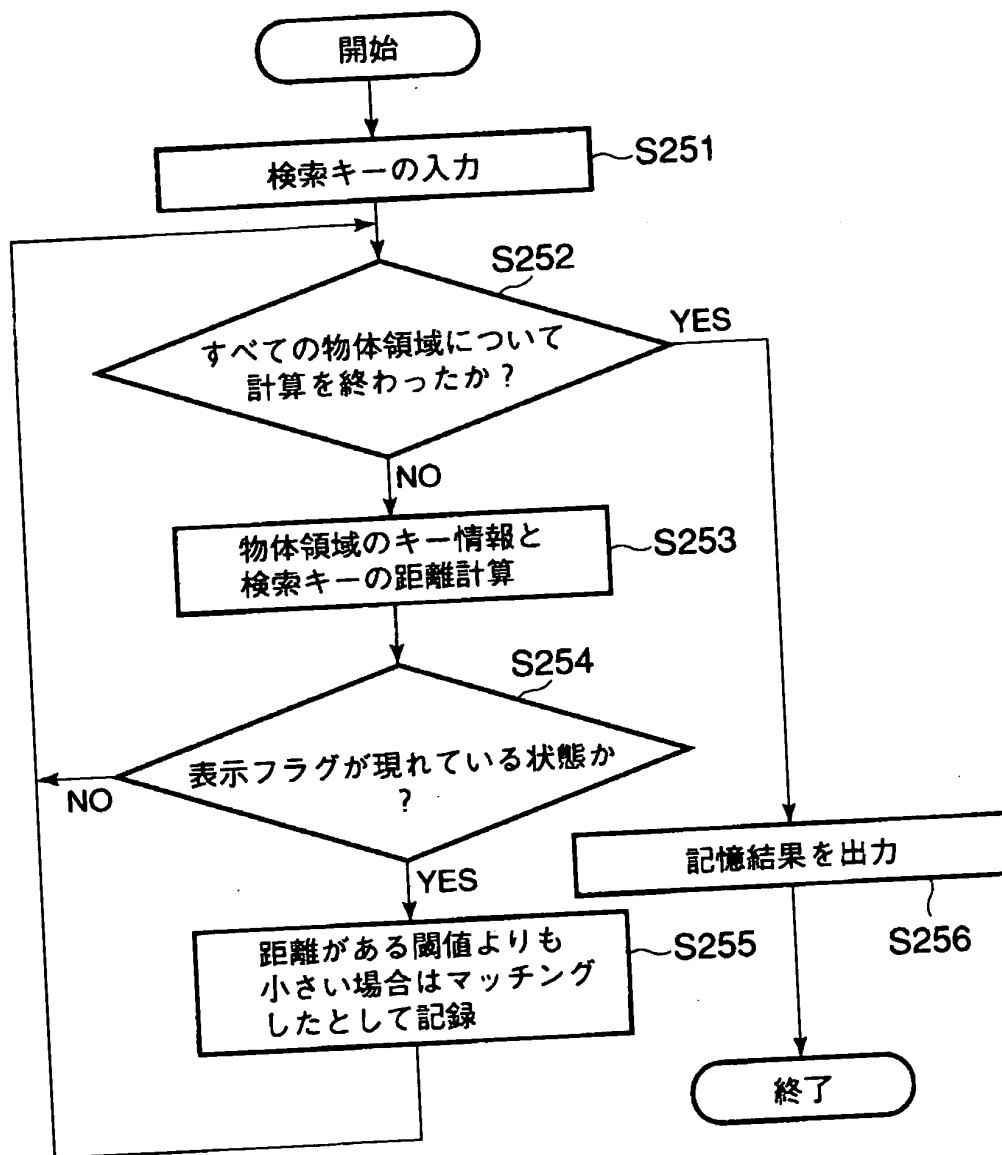 開始
検索キーの入力
S251
S252
すべての物体領域について
計算を終わったか?
YES
NO
物体領域のキー情報と
検索キーの距離計算
S253
S254
表示フラグが現れている状態か
?
NO
YES
距離がある閾値よりも
小さい場合はマッチング
したとして記録
S255
記憶結果を出力
S256
終了